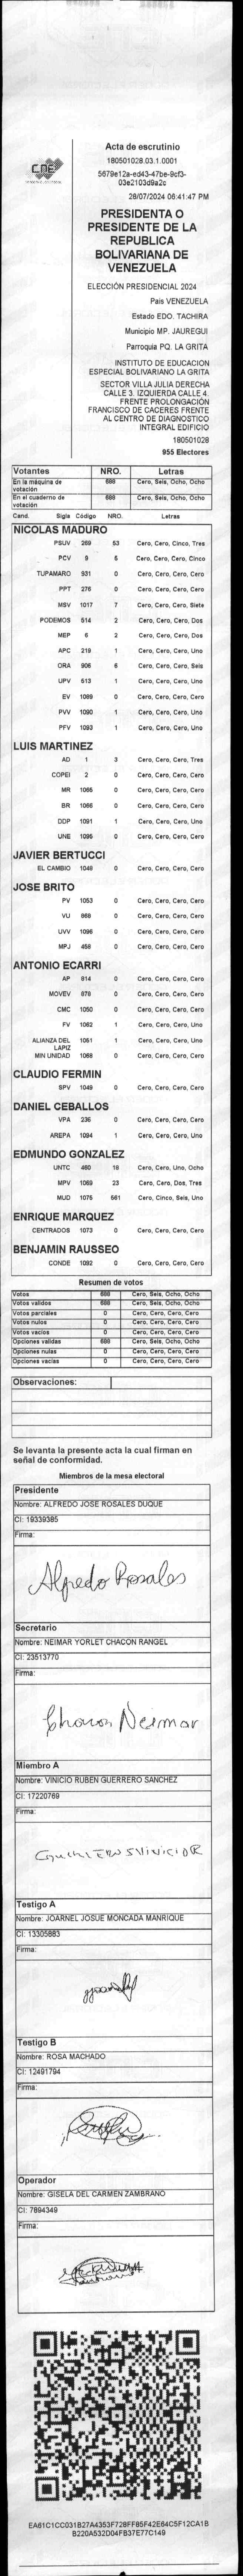 CNE
Acta de escrutinio
180501028.03.1.0001
5679e12a-ed43-47be-9cf3-
03e2103d9a2c
28/07/2024 06:41:47 PM
PRESIDENTA O
PRESIDENTE DE LA
REPUBLICA
BOLIVARIANA DE
VENEZUELA
ELECCIÓN PRESIDENCIAL 2024
Pais VENEZUELA
Estado EDO. TACHIRA
Municipio MP. JAUREGUI
Parroquia PQ. LA GRITA
INSTITUTO DE EDUCACION
ESPECIAL BOLIVARIANO LA GRITA
SECTOR VILLA JULIA DERECHA
CALLE 3. IZQUIERDA CALLE 4.
FRENTE PROLONGACIÓN
FRANCISCO DE CACERES FRENTE
AL CENTRO DE DIAGNOSTICO
INTEGRAL EDIFICIO
180501028
955 Electores
Votantes NRO. Letras
En la máquina de votación 688 Cero, Seis, Ocho, Ocho
En el cuaderno de votación 688 Cero, Seis, Ocho, Ocho
Cand. Sigla Código NRO. Letras
NICOLAS MADURO
PSUV 269 53 Cero, Cero, Cinco, Tres
PCV 9 5 Cero, Cero, Cero, Cinco
TUPAMARO 931 0 Cero, Cero, Cero, Cero
PPT 276 0 Cero, Cero, Cero, Cero
MSV 1017 7 Cero, Cero, Cero, Siete
PODEMOS 514 2 Cero, Cero, Cero, Dos
MEP 6 2 Cero, Cero, Cero, Dos
APC 219 1 Cero, Cero, Cero, Uno
ORA 906 6 Cero, Cero, Cero, Seis
UPV 513 1 Cero, Cero, Cero, Uno
EV 1089 0 Cero, Cero, Cero, Cero
PVV 1090 1 Cero, Cero, Cero, Uno
PFV 1093 1 Cero, Cero, Cero, Uno
LUIS MARTINEZ
AD 1 3 Cero, Cero, Cero, Tres
COPEI 2 0 Cero, Cero, Cero, Cero
MR 1065 0 Cero, Cero, Cero, Cero
BR 1066 0 Cero, Cero, Cero, Cero
DDP 1091 1 Cero, Cero, Cero, Uno
UNE 1095 0 Cero, Cero, Cero, Cero
JAVIER BERTUCCI
EL CAMBIO 1048 0 Cero, Cero, Cero, Cero
JOSE BRITO
PV 1053 0 Cero, Cero, Cero, Cero
VU 868 0 Cero, Cero, Cero, Cero
UVV 1096 0 Cero, Cero, Cero, Cero
MPJ 458 0 Cero, Cero, Cero, Cero
ANTONIO ECARRI
AP 814 0 Cero, Cero, Cero, Cero
MOVEV 678 0 Cero, Cero, Cero, Cero
CMC 1050 0 Cero, Cero, Cero, Cero
FV 1062 1 Cero, Cero, Cero, Uno
ALIANZA DEL LAPIZ 1051 1 Cero, Cero, Cero, Uno
MIN UNIDAD 1068 0 Cero, Cero, Cero, Cero
CLAUDIO FERMIN
SPV 1049 0 Cero, Cero, Cero, Cero
DANIEL CEBALLOS
VPA 236 0 Cero, Cero, Cero, Cero
AREPA 1094 1 Cero, Cero, Cero, Uno
EDMUNDO GONZALEZ
UNTC 460 18 Cero, Cero, Uno, Ocho
MPV 1069 23 Cero, Cero, Dos, Tres
MUD 1075 561 Cero, Cinco, Seis, Uno
ENRIQUE MARQUEZ
CENTRADOS 1073 0 Cero, Cero, Cero, Cero
BENJAMIN RAUSSEO
CONDE 1092 0 Cero, Cero, Cero, Cero
Resumen de votos
Votos 688 Cero, Seis, Ocho, Ocho
Votos validos 688 Cero, Seis, Ocho, Ocho
Votos parciales 0 Cero, Cero, Cero, Cero
Votos nulos 0 Cero, Cero, Cero, Cero
Votos vacios 0 Cero, Cero, Cero, Cero
Opciones validas 688 Cero, Seis, Ocho, Ocho
Opciones nulas 0 Cero, Cero, Cero, Cero
Opciones vacias 0 Cero, Cero, Cero, Cero
Observaciones:
Se levanta la presente acta la cual firman en
señal de conformidad.
Miembros de la mesa electoral
Presidente
Nombre: ALFREDO JOSE ROSALES DUQUE
CI: 19339385
Firma:
Alfredo Rosales
Secretario
Nombre: NEIMAR YORLET CHACON RANGEL
CI: 23513770
Firma:
Chacon Neimar
Miembro A
Nombre: VINICIO RUBEN GUERRERO SANCHEZ
CI: 17220769
Firma:
Testigo A
Nombre: JOARNEL JOSUE MONCADA MANRIQUE
CI: 13305883
Firma:
Testigo B
Nombre: ROSA MACHADO
CI: 12491794
Firma:
Operador
Nombre: GISELA DEL CARMEN ZAMBRANO
CI: 7894349
Firma:
EA61C1CC031B27A4353F728FF85F42E64C5F12CA1B
B220A532D04FB37E77C149